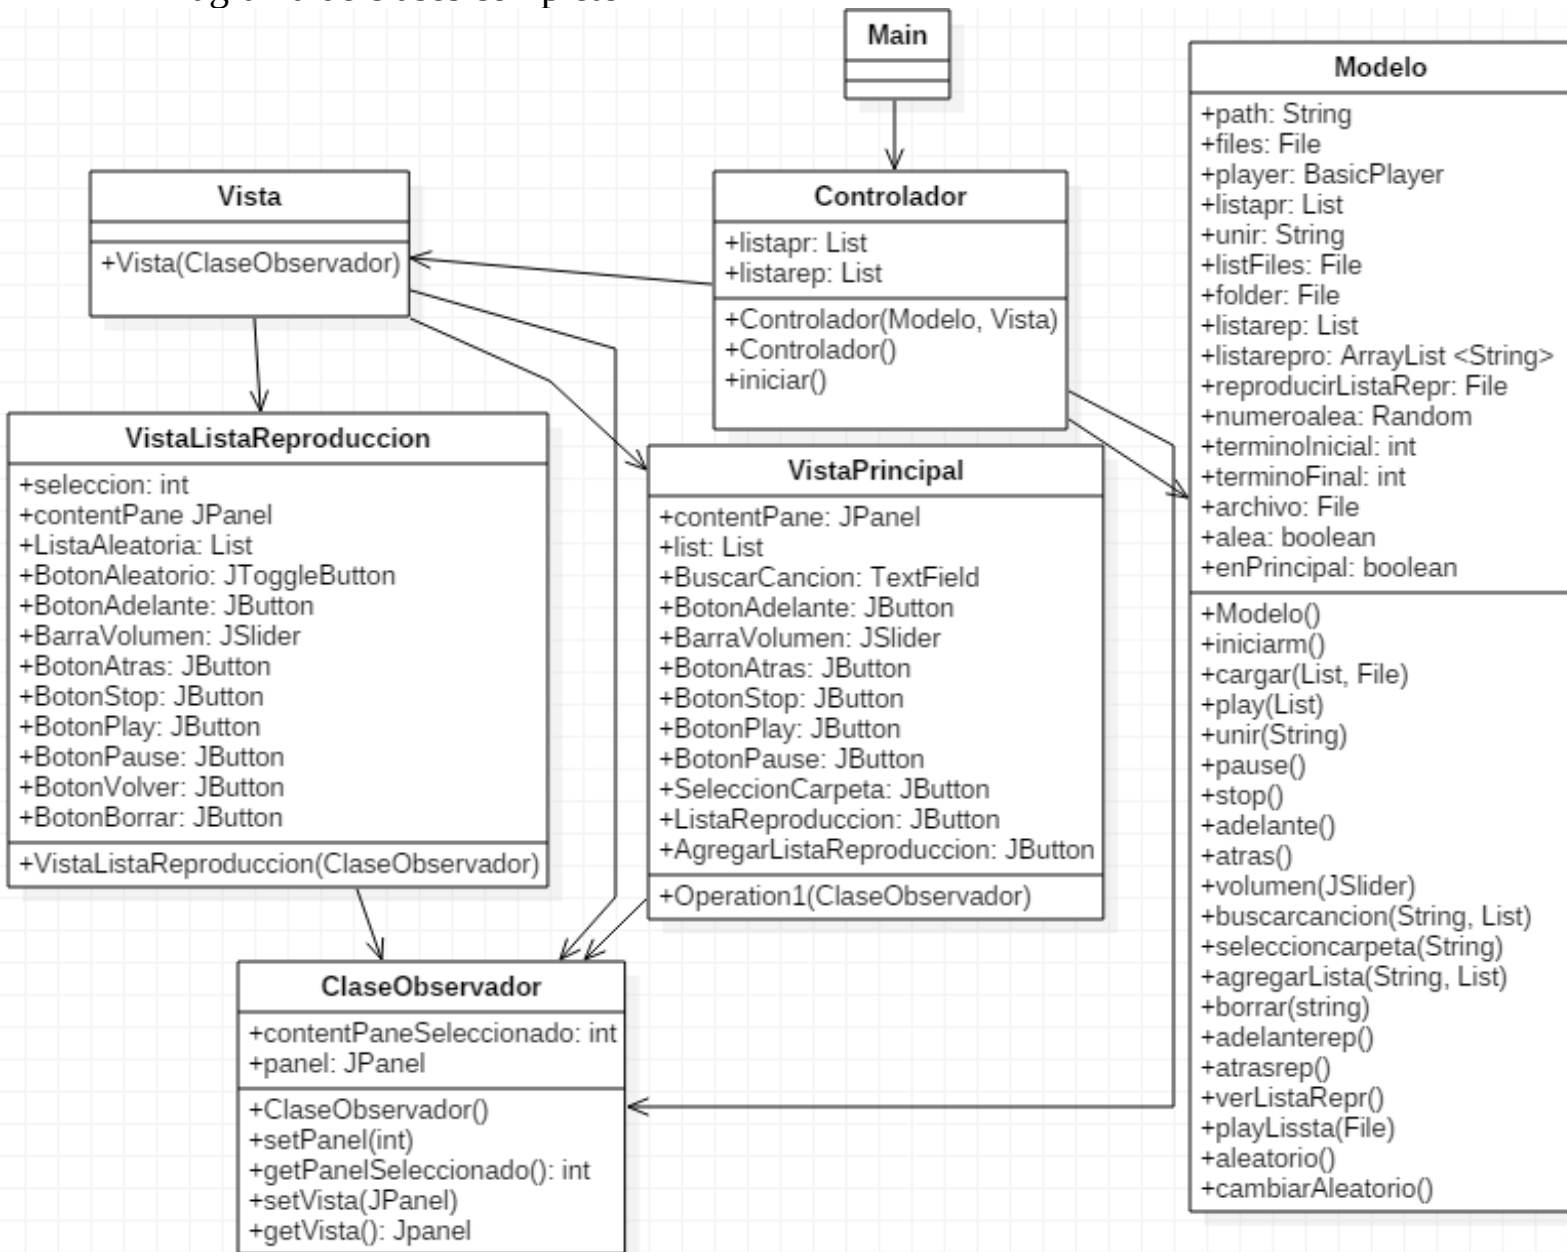 Main
Modelo
+path: String
+files: File
+player: BasicPlayer
+listapr: List
+unir: String
+listFiles: File
+folder: File
+listarep: List
+listarepro: ArrayList <String>
+reproducirListaRepr: File
+numeroalea: Random
+terminoInicial: int
+terminoFinal: int
+archivo: File
+alea: boolean
+enPrincipal: boolean
+Modelo()
+iniciarm()
+cargar(List, File)
+play(List)
+unir(String)
+pause()
+stop()
+adelante()
+atras()
+volumen(JSlider)
+buscarcancion(String, List)
+seleccioncarpeta(String)
+agregarLista(String, List)
+borrar(string)
+adelanterep()
+atrasrep()
+verListaRepr()
+playLissta(File)
+aleatorio()
+cambiarAleatorio()
Vista
+Vista(ClaseObservador)
Controlador
+listapr: List
+listarep: List
+Controlador(Modelo, Vista)
+Controlador()
+iniciar()
VistaListaReproduccion
+seleccion: int
+contentPane JPanel
+ListaAleatoria: List
+BotonAleatorio: JToggleButton
+BotonAdelante: JButton
+BarraVolumen: JSlider
+BotonAtras: JButton
+BotonStop: JButton
+BotonPlay: JButton
+BotonPause: JButton
+BotonVolver: JButton
+BotonBorrar: JButton
+VistaListaReproduccion(ClaseObservador)
VistaPrincipal
+contentPane: JPanel
+list: List
+BuscarCancion: TextField
+BotonAdelante: JButton
+BarraVolumen: JSlider
+BotonAtras: JButton
+BotonStop: JButton
+BotonPlay: JButton
+BotonPause: JButton
+SeleccionCarpeta: JButton
+ListaReproduccion: JButton
+AgregarListaReproduccion: JButton
+Operation1(ClaseObservador)
ClaseObservador
+contentPaneSeleccionado: int
+panel: JPanel
+ClaseObservador()
+setPanel(int)
+getPanelSeleccionado(): int
+setVista(JPanel)
+getVista(): Jpanel